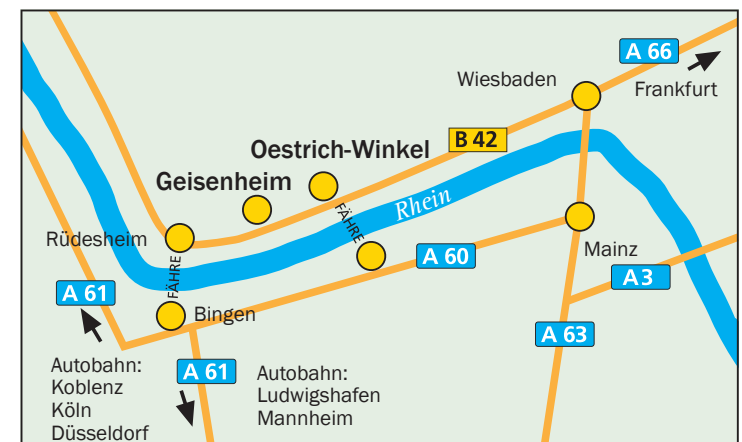 A 66
Wiesbaden
Frankfurt
B 42
Oestrich-Winkel
Geisenheim
Rhein
FÄHRE
Rüdesheim
Mainz
A 60
FÄHRE
A 3
A 61
Bingen
A 63
Autobahn:
Koblenz
Köln
Düsseldorf
A 61
Autobahn:
Ludwigshafen
Mannheim